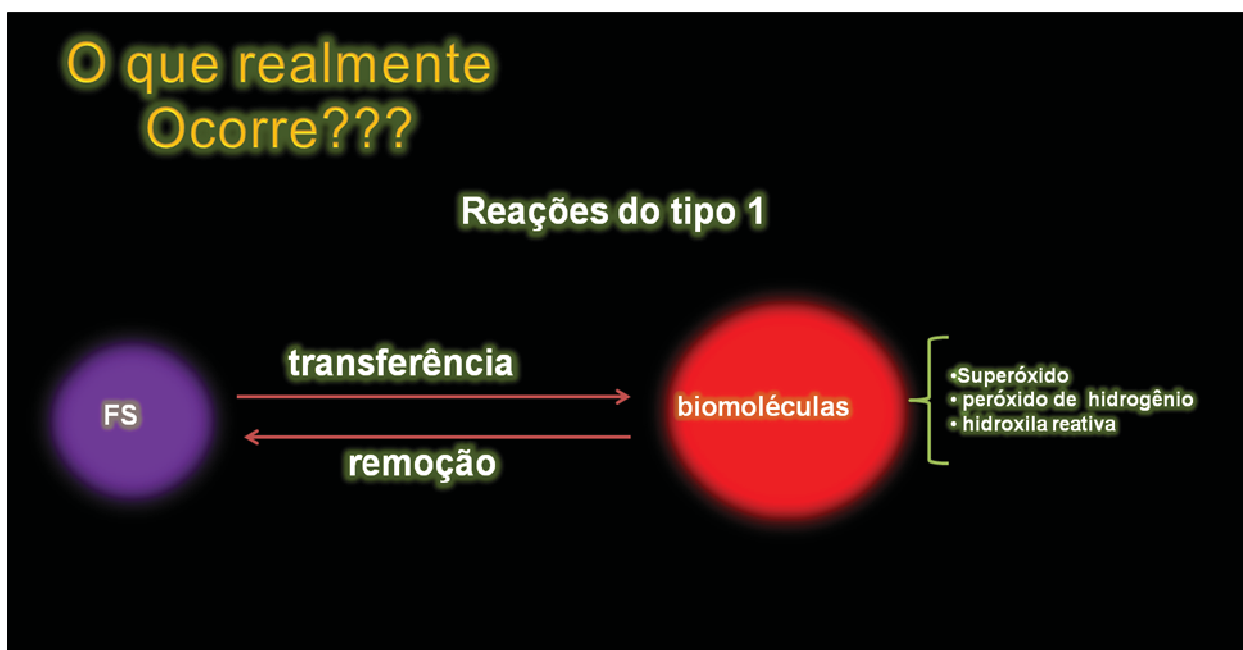 O que realmente
Ocorre???
Reações do tipo 1
transferência
FS
biomoléculas
remoção
•Superóxido
• peróxido de hidrogênio
• hidroxila reativa